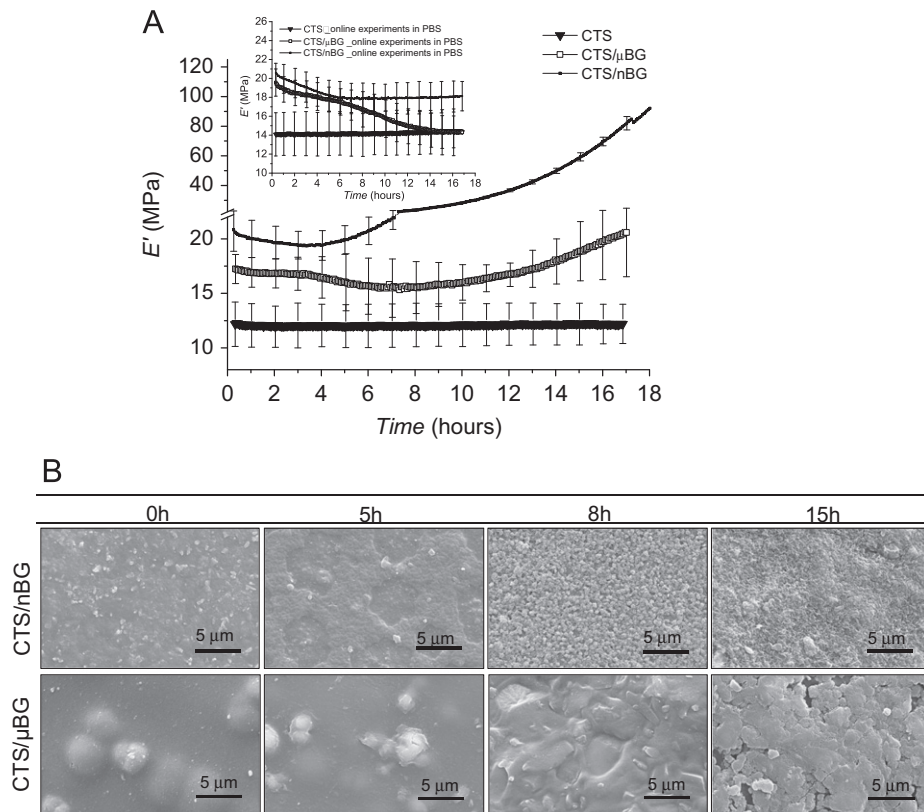 A
CTS_online experiments in PBS
CTS/μBG _online experiments in PBS
CTS/nBG _online experiments in PBS
26
24
22
20
18
16
14
12
10
E' (MPa)
0 2 4 6 8 10 12 14 16 18
Time (hours)
CTS
CTS/μBG
CTS/nBG
120
100
80
60
40
20
15
10
E' (MPa)
0 2 4 6 8 10 12 14 16 18
Time (hours)
B
0h 5h 8h 15h
CTS/nBG
5 μm 5 μm 5 μm 5 μm
CTS/μBG
5 μm 5 μm 5 μm 5 μm